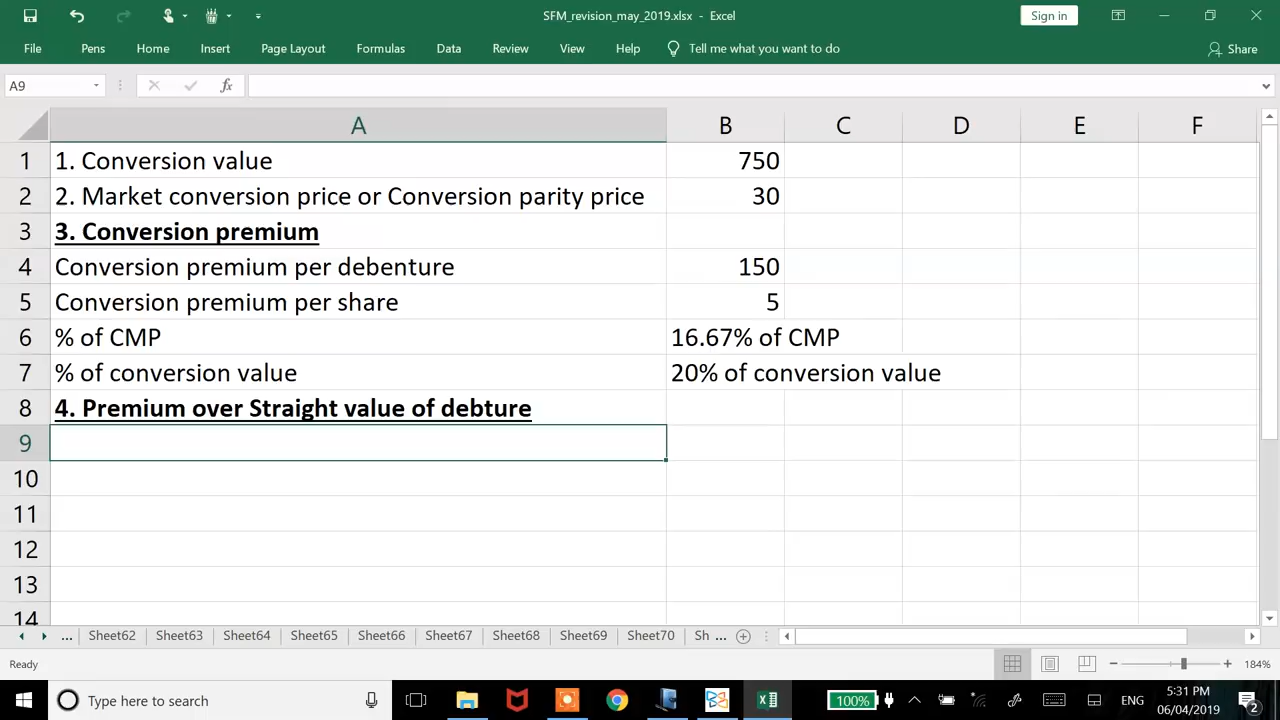 SFM_revision_may_2019.xlsx - Excel
Sign in
File Pens Home Insert Page Layout Formulas Data Review View Help Tell me what you want to do Share
A9 fx
A B C D E F
1 1. Conversion value 750
2 2. Market conversion price or Conversion parity price 30
3 3. Conversion premium
4 Conversion premium per debenture 150
5 Conversion premium per share 5
6 % of CMP 16.67% of CMP
7 % of conversion value 20% of conversion value
8 4. Premium over Straight value of debture
9
10
11
12
13
14
... Sheet62 Sheet63 Sheet64 Sheet65 Sheet66 Sheet67 Sheet68 Sheet69 Sheet70 Sh ...
Ready 184%
Type here to search 100% ENG 5:31 PM
06/04/2019 2